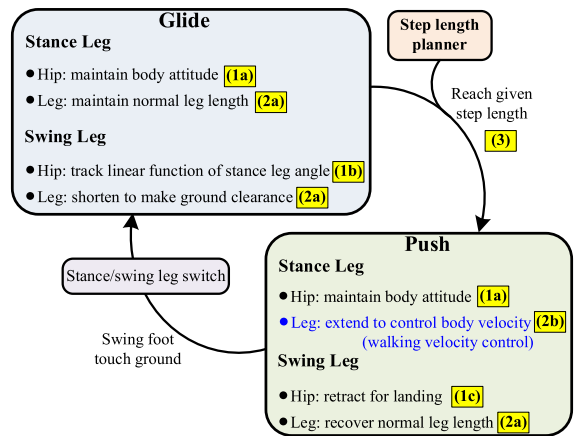 Glide
Stance Leg
● Hip: maintain body attitude (1a)
● Leg: maintain normal leg length (2a)
Swing Leg
● Hip: track linear function of stance leg angle (1b)
● Leg: shorten to make ground clearance (2a)
Step length
planner
Reach given
step length
(3)
Push
Stance Leg
● Hip: maintain body attitude (1a)
● Leg: extend to control body velocity (2b)
(walking velocity control)
Swing Leg
● Hip: retract for landing (1c)
● Leg: recover normal leg length (2a)
Stance/swing leg switch
Swing foot
touch ground